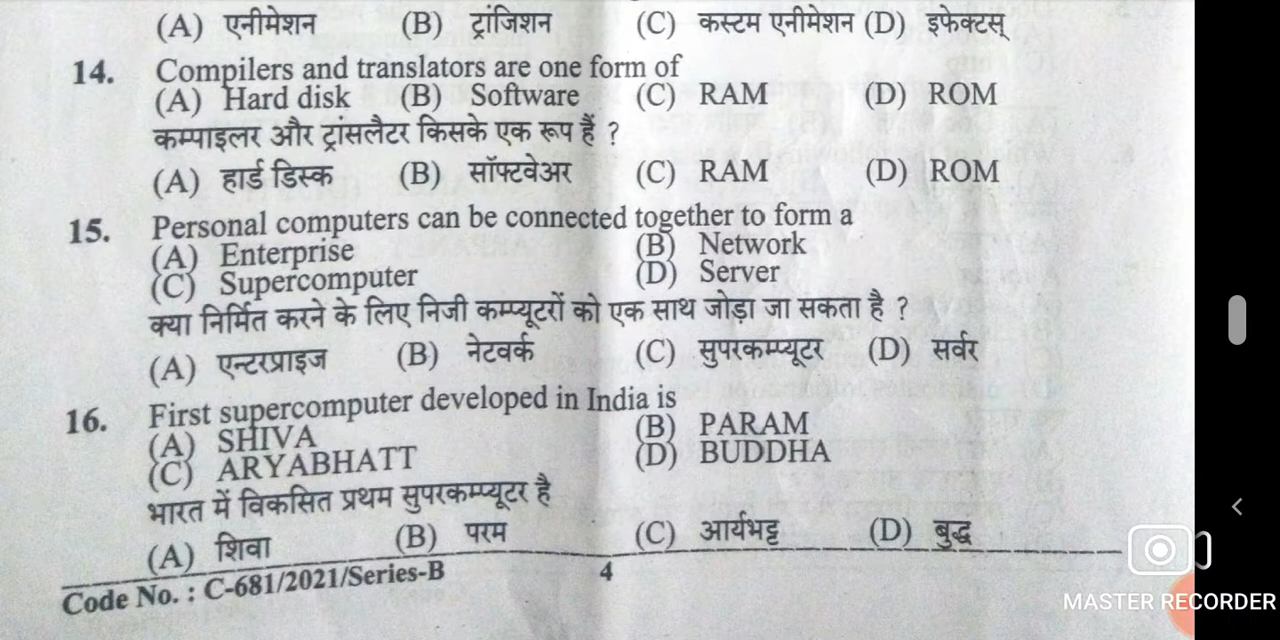 (A) एनीमेशन (B) ट्रांजिशन (C) कस्टम एनीमेशन (D) इफेक्टस्
14. Compilers and translators are one form of
(A) Hard disk (B) Software (C) RAM (D) ROM
कम्पाइलर और ट्रांसलैटर किसके एक रूप हैं ?
(A) हार्ड डिस्क (B) सॉफ्टवेअर (C) RAM (D) ROM
15. Personal computers can be connected together to form a
(A) Enterprise (B) Network
(C) Supercomputer (D) Server
क्या निर्मित करने के लिए निजी कम्प्यूटरों को एक साथ जोड़ा जा सकता है ?
(A) एन्टरप्राइज (B) नेटवर्क (C) सुपरकम्प्यूटर (D) सर्वर
16. First supercomputer developed in India is
(A) SHIVA (B) PARAM
(C) ARYABHATT (D) BUDDHA
भारत में विकसित प्रथम सुपरकम्प्यूटर है
(A) शिवा (B) परम (C) आर्यभट्ट (D) बुद्ध
Code No. : C-681/2021/Series-B 4
MASTER RECORDER